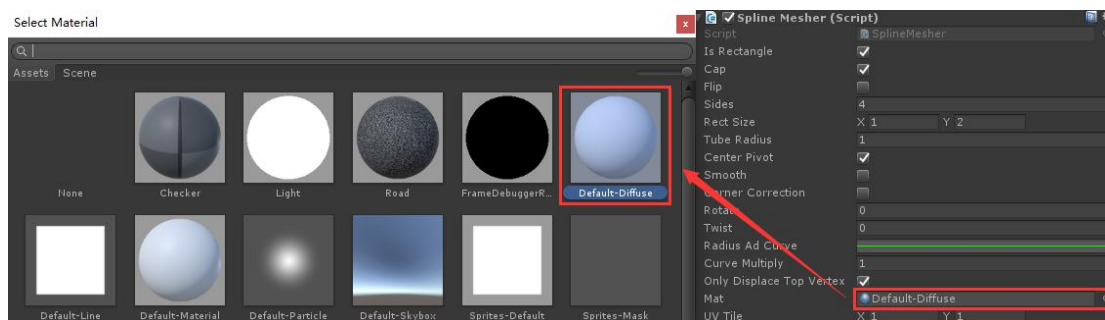 Select Material
x
Assets Scene
None
Checker
Light
Road
FrameDebuggerR...
Default-Diffuse
Default-Line
Default-Material
Default-Particle
Default-Skybox
Sprites-Default
Sprites-Mask
Spline Mesher (Script)
Script SplineMesher
Is Rectangle
Cap
Flip
Sides 4
Rect Size X 1 Y 2
Tube Radius 1
Center Pivot
Smooth
Corner Correction
Rotate 0
Twist 0
Radius Ad Curve
Curve Multiply 1
Only Displace Top Vertex
Mat Default-Diffuse
UV Tile X 1 Y 1